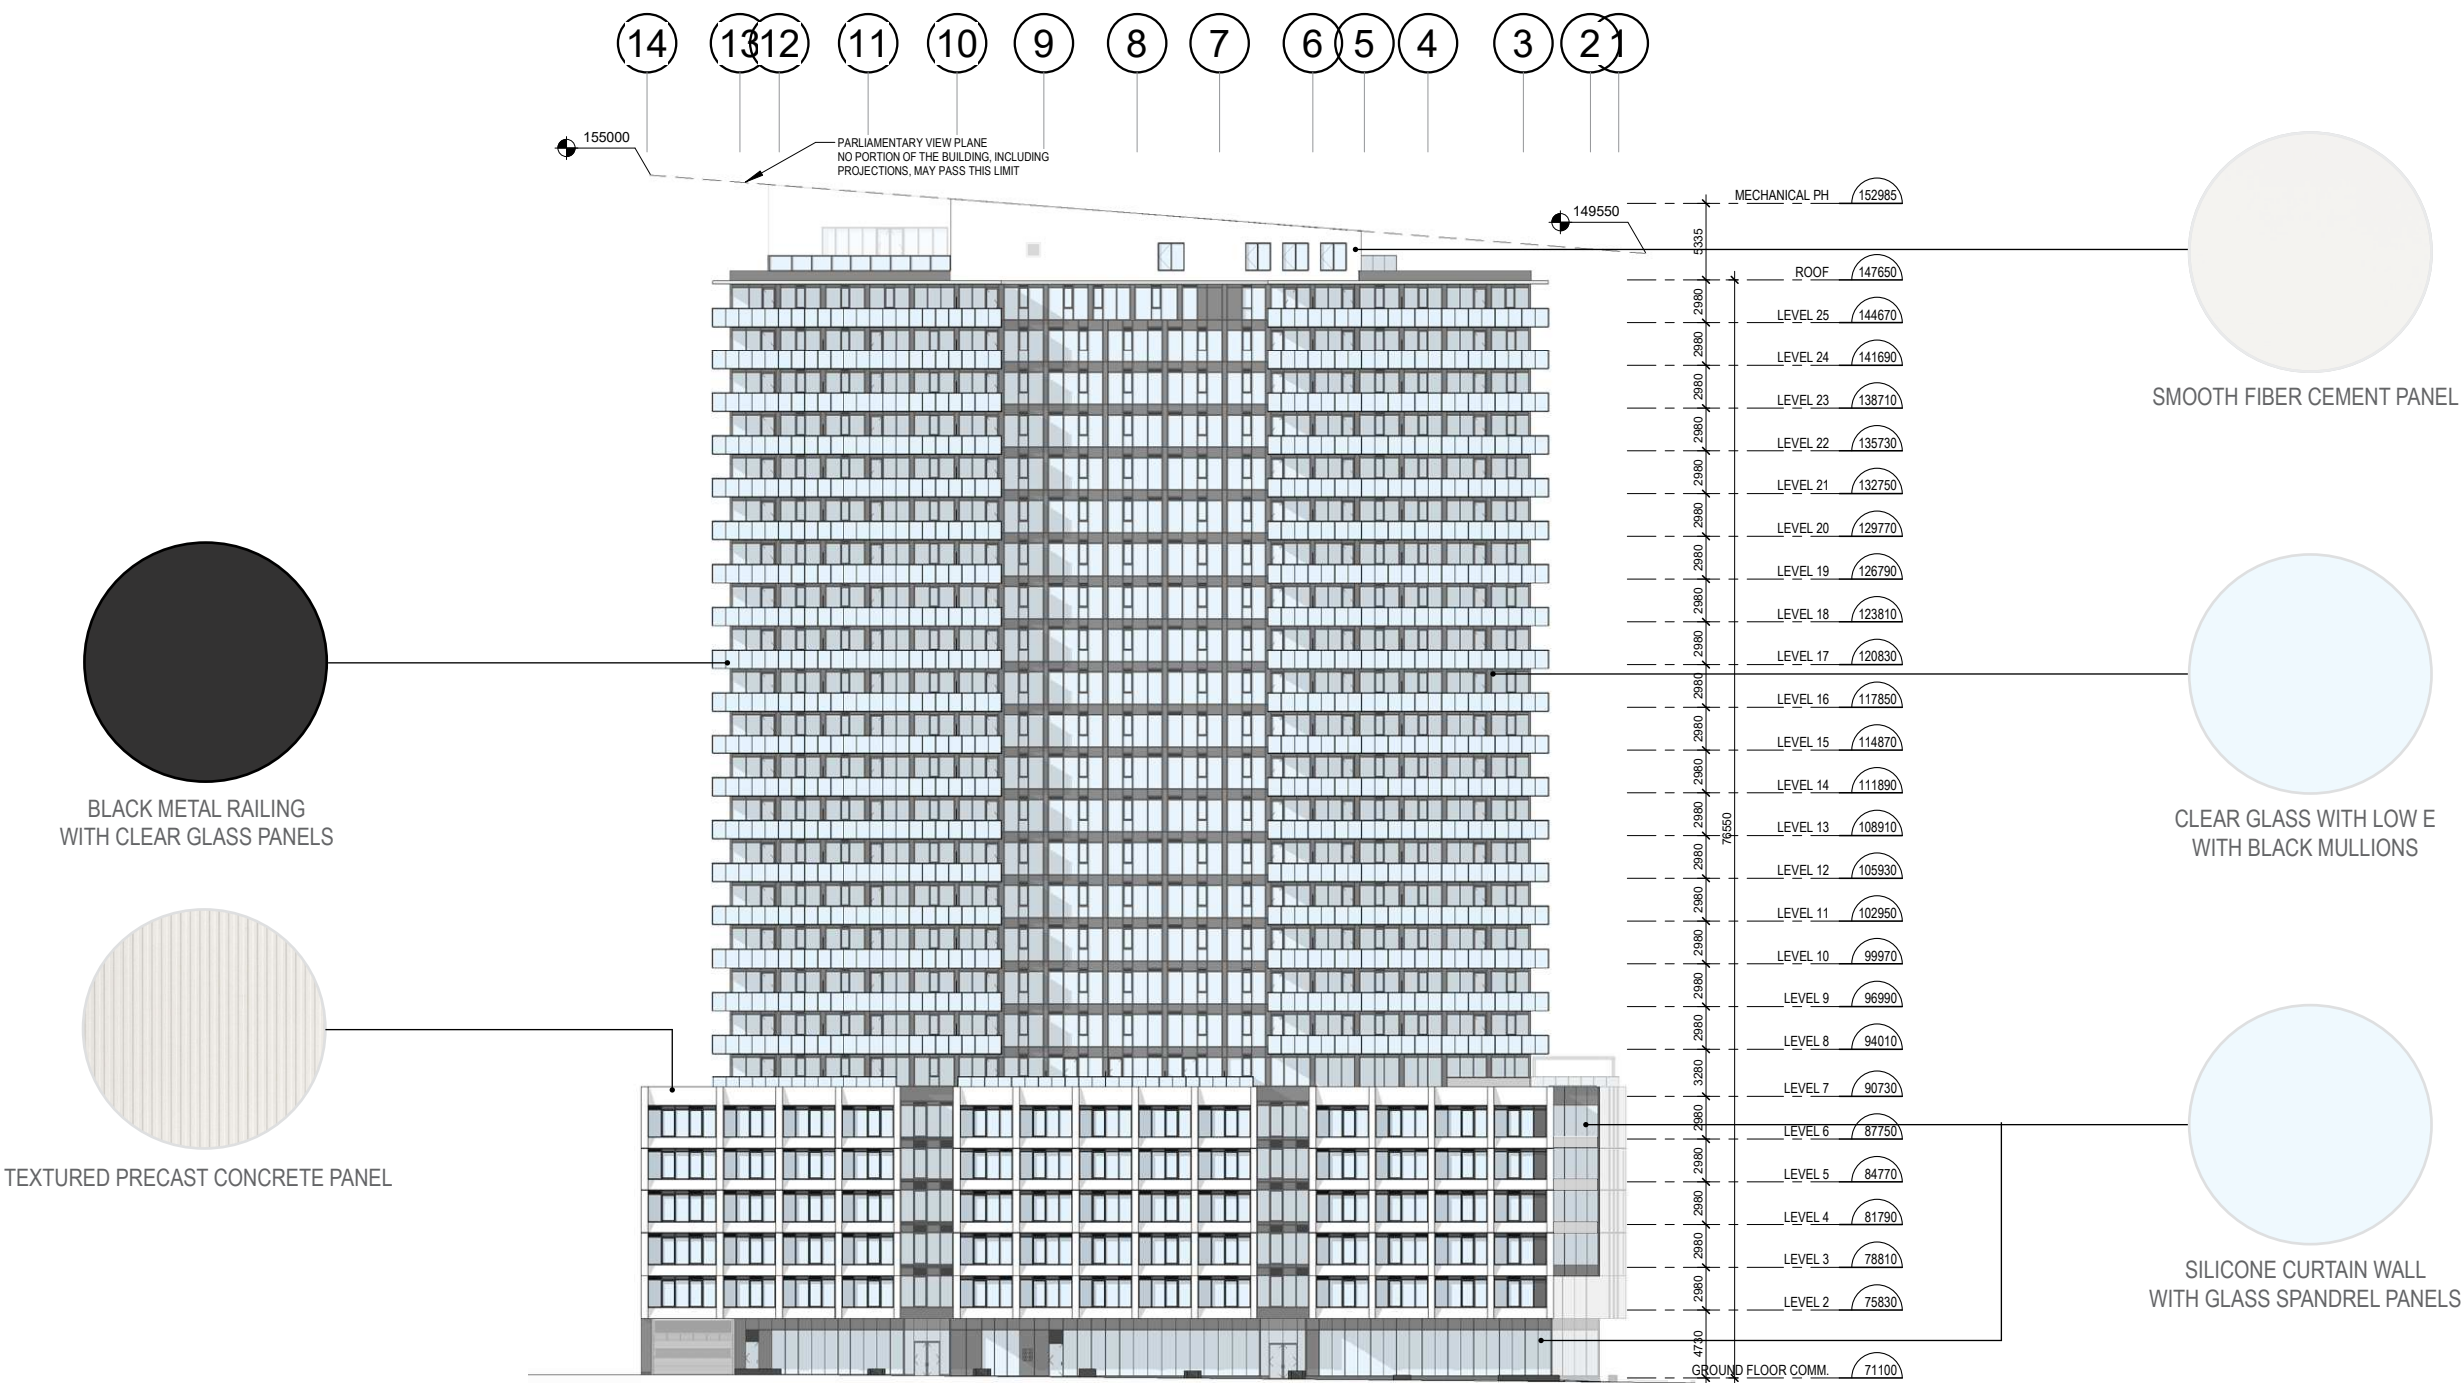 14
13
12
11
10
9
8
7
6
5
4
3
2
1
155000
PARLIAMENTARY VIEW PLANE
NO PORTION OF THE BUILDING, INCLUDING
PROJECTIONS, MAY PASS THIS LIMIT
149550
MECHANICAL PH 152985
5335
ROOF 147650
2980
LEVEL 25 144670
2980
LEVEL 24 141690
2980
LEVEL 23 138710
2980
LEVEL 22 135730
2980
LEVEL 21 132750
2980
LEVEL 20 129770
2980
LEVEL 19 126790
2980
LEVEL 18 123810
2980
LEVEL 17 120830
2980
LEVEL 16 117850
2980
LEVEL 15 114870
2980
LEVEL 14 111890
2980
LEVEL 13 108910
76550
2980
LEVEL 12 105930
2980
LEVEL 11 102950
2980
LEVEL 10 99970
2980
LEVEL 9 96990
2980
LEVEL 8 94010
3280
LEVEL 7 90730
2980
LEVEL 6 87750
2980
LEVEL 5 84770
2980
LEVEL 4 81790
2980
LEVEL 3 78810
2980
LEVEL 2 75830
4730
GROUND FLOOR COMM. 71100
BLACK METAL RAILING
WITH CLEAR GLASS PANELS
TEXTURED PRECAST CONCRETE PANEL
SMOOTH FIBER CEMENT PANEL
CLEAR GLASS WITH LOW E
WITH BLACK MULLIONS
SILICONE CURTAIN WALL
WITH GLASS SPANDREL PANELS